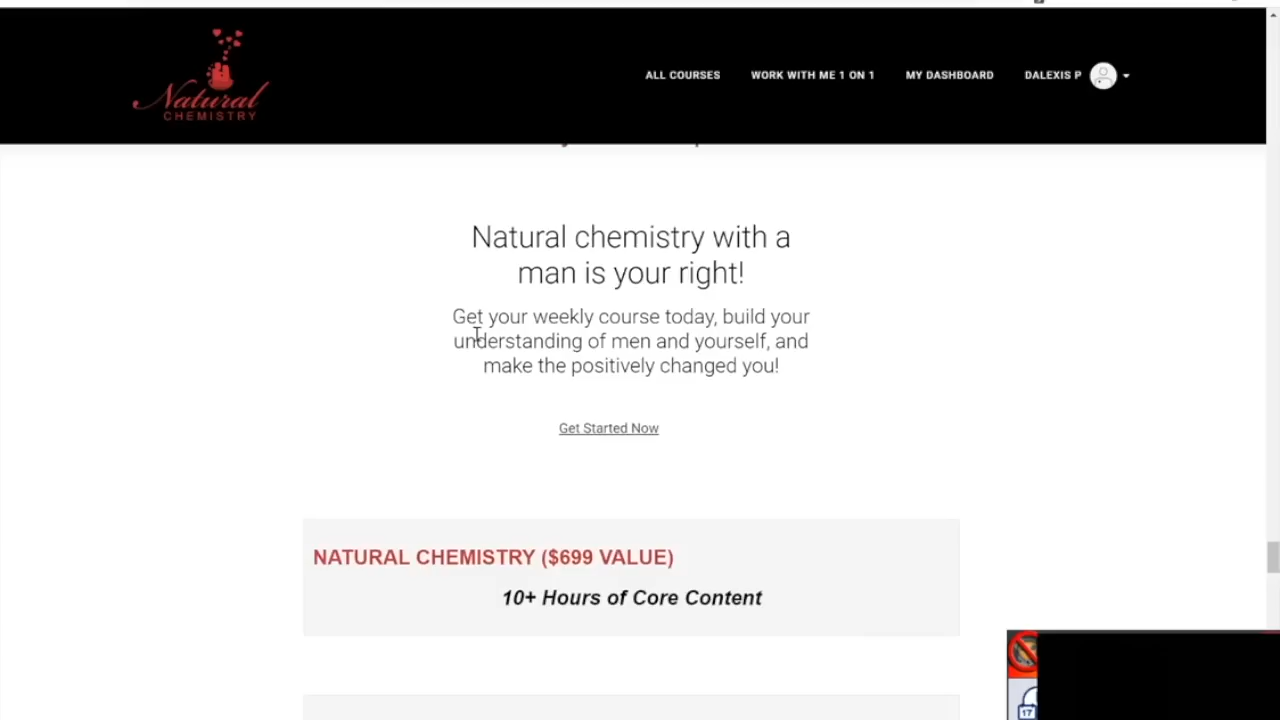 Natural
CHEMISTRY
ALL COURSES
WORK WITH ME 1 ON 1
MY DASHBOARD
DALEXIS P
Natural chemistry with a
man is your right!
Get your weekly course today, build your
understanding of men and yourself, and
make the positively changed you!
Get Started Now
NATURAL CHEMISTRY ($699 VALUE)
10+ Hours of Core Content
17